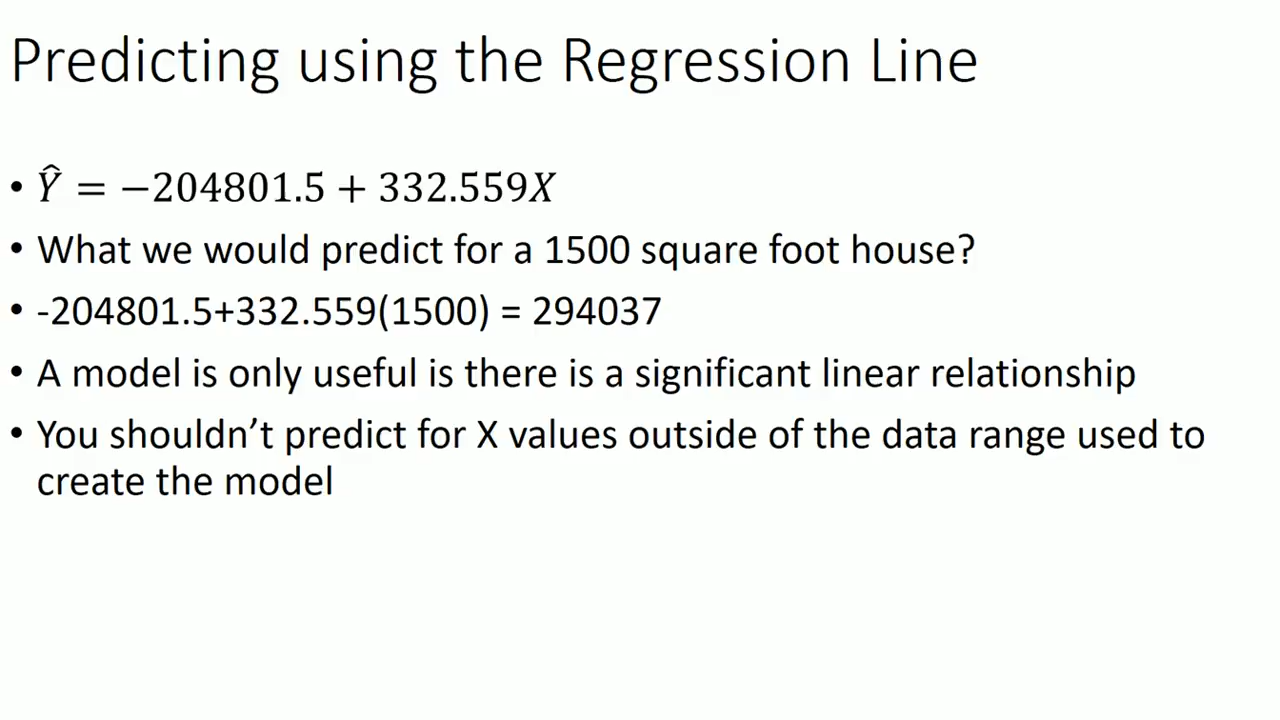 Predicting using the Regression Line
• Ŷ = −204801.5 + 332.559X
• What we would predict for a 1500 square foot house?
• -204801.5+332.559(1500) = 294037
• A model is only useful is there is a significant linear relationship
• You shouldn’t predict for X values outside of the data range used to
create the model